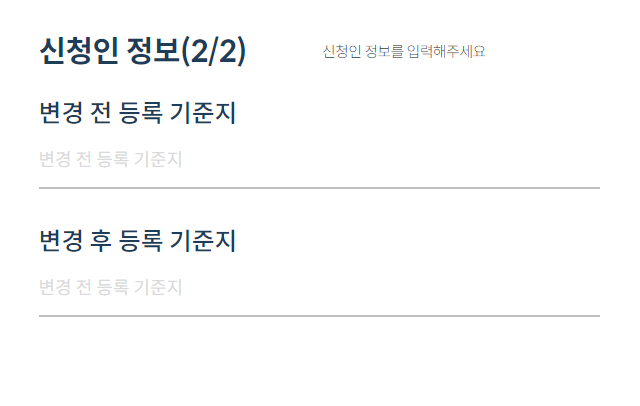 신청인 정보(2/2) 신청인 정보를 입력해주세요
변경 전 등록 기준지
변경 전 등록 기준지
변경 후 등록 기준지
변경 전 등록 기준지